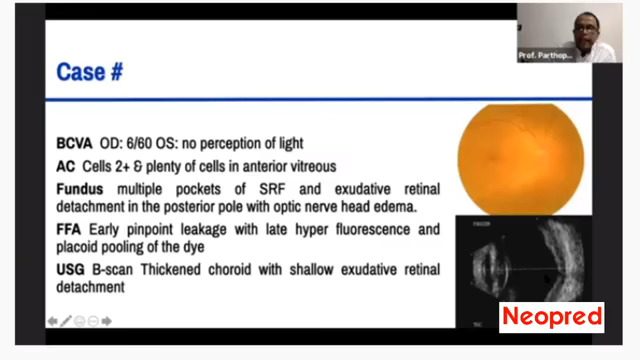 Prof. Parthop...
Case #
BCVA OD: 6/60 OS: no perception of light
AC Cells 2+ & plenty of cells in anterior vitreous
Fundus multiple pockets of SRF and exudative retinal
detachment in the posterior pole with optic nerve head edema.
FFA Early pinpoint leakage with late hyper fluorescence and
placoid pooling of the dye
USG B-scan Thickened choroid with shallow exudative retinal
detachment
Neopred